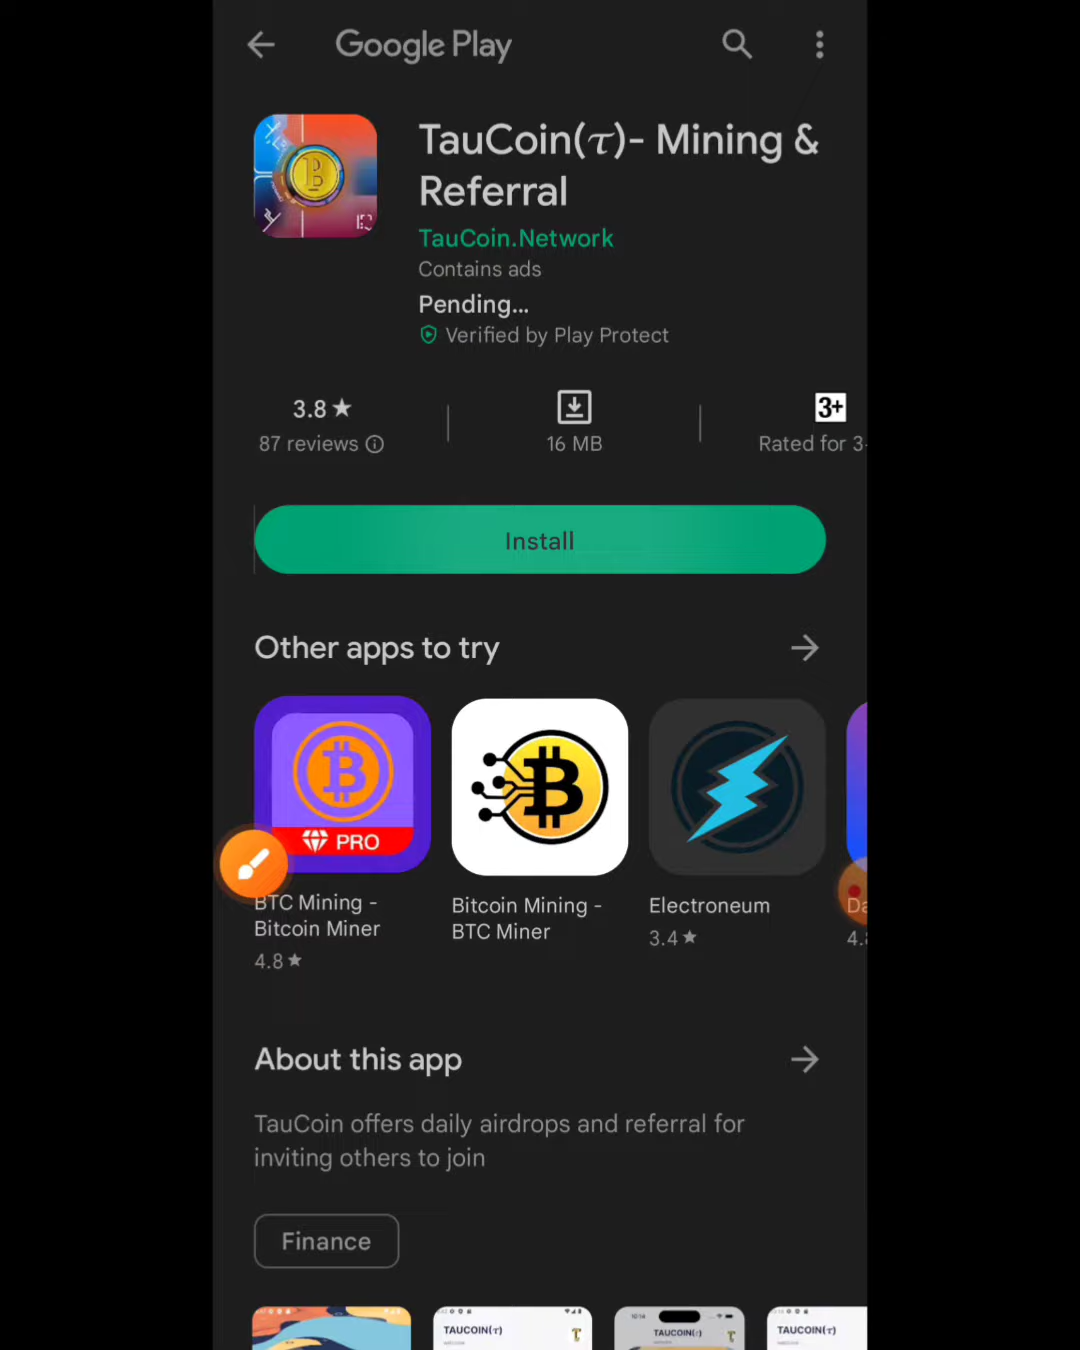 Google Play
TauCoin(τ)- Mining &
Referral
TauCoin.Network
Contains ads
Pending...
Verified by Play Protect
3.8★
87 reviews
16 MB
3+
Rated for 3
Install
Other apps to try
PRO
BTC Mining -
Bitcoin Miner
4.8★
Bitcoin Mining -
BTC Miner
Electroneum
3.4★
4.8
About this app
TauCoin offers daily airdrops and referral for
inviting others to join
Finance
TAUCOIN(τ)
TAUCOIN(τ)
TAUCOIN(τ)